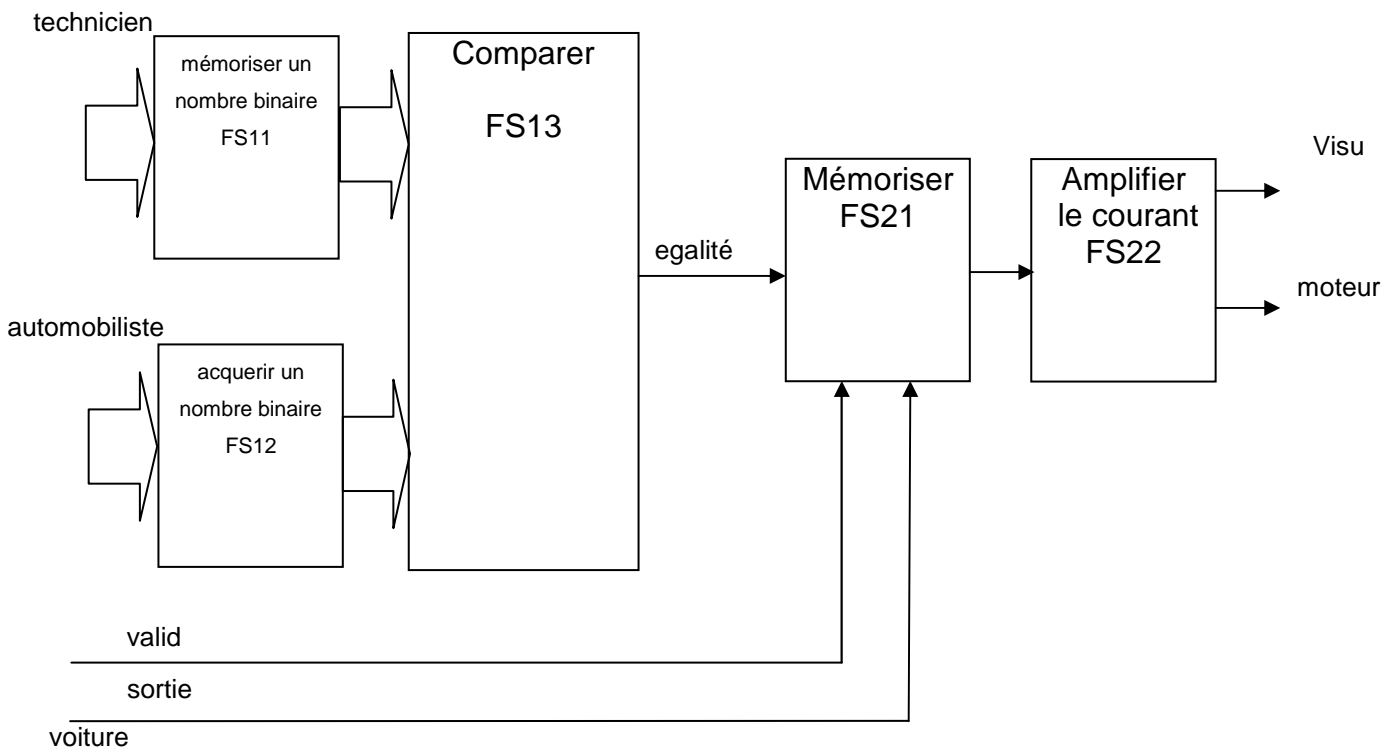 technicien
mémoriser un
nombre binaire
FS11
Comparer
FS13
automobiliste
acquerir un
nombre binaire
FS12
egalité
Mémoriser
FS21
Amplifier
le courant
FS22
Visu
moteur
valid
sortie
voiture